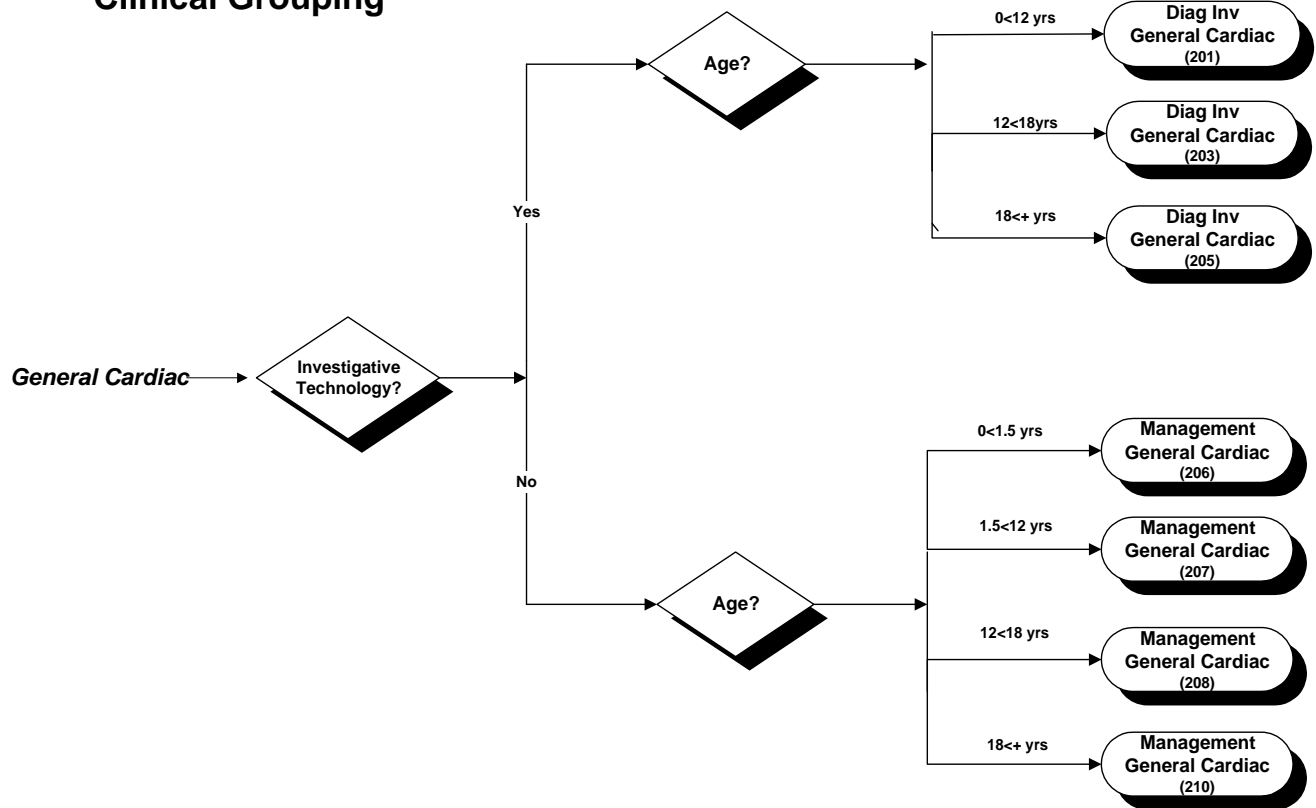 Clinical Grouping
0<12 yrs
Diag Inv
General Cardiac
(201)
Age?
12<18yrs
Diag Inv
General Cardiac
(203)
Yes
18<+ yrs
Diag Inv
General Cardiac
(205)
General Cardiac
Investigative
Technology?
No
0<1.5 yrs
Management
General Cardiac
(206)
1.5<12 yrs
Management
General Cardiac
(207)
Age?
12<18 yrs
Management
General Cardiac
(208)
18<+ yrs
Management
General Cardiac
(210)